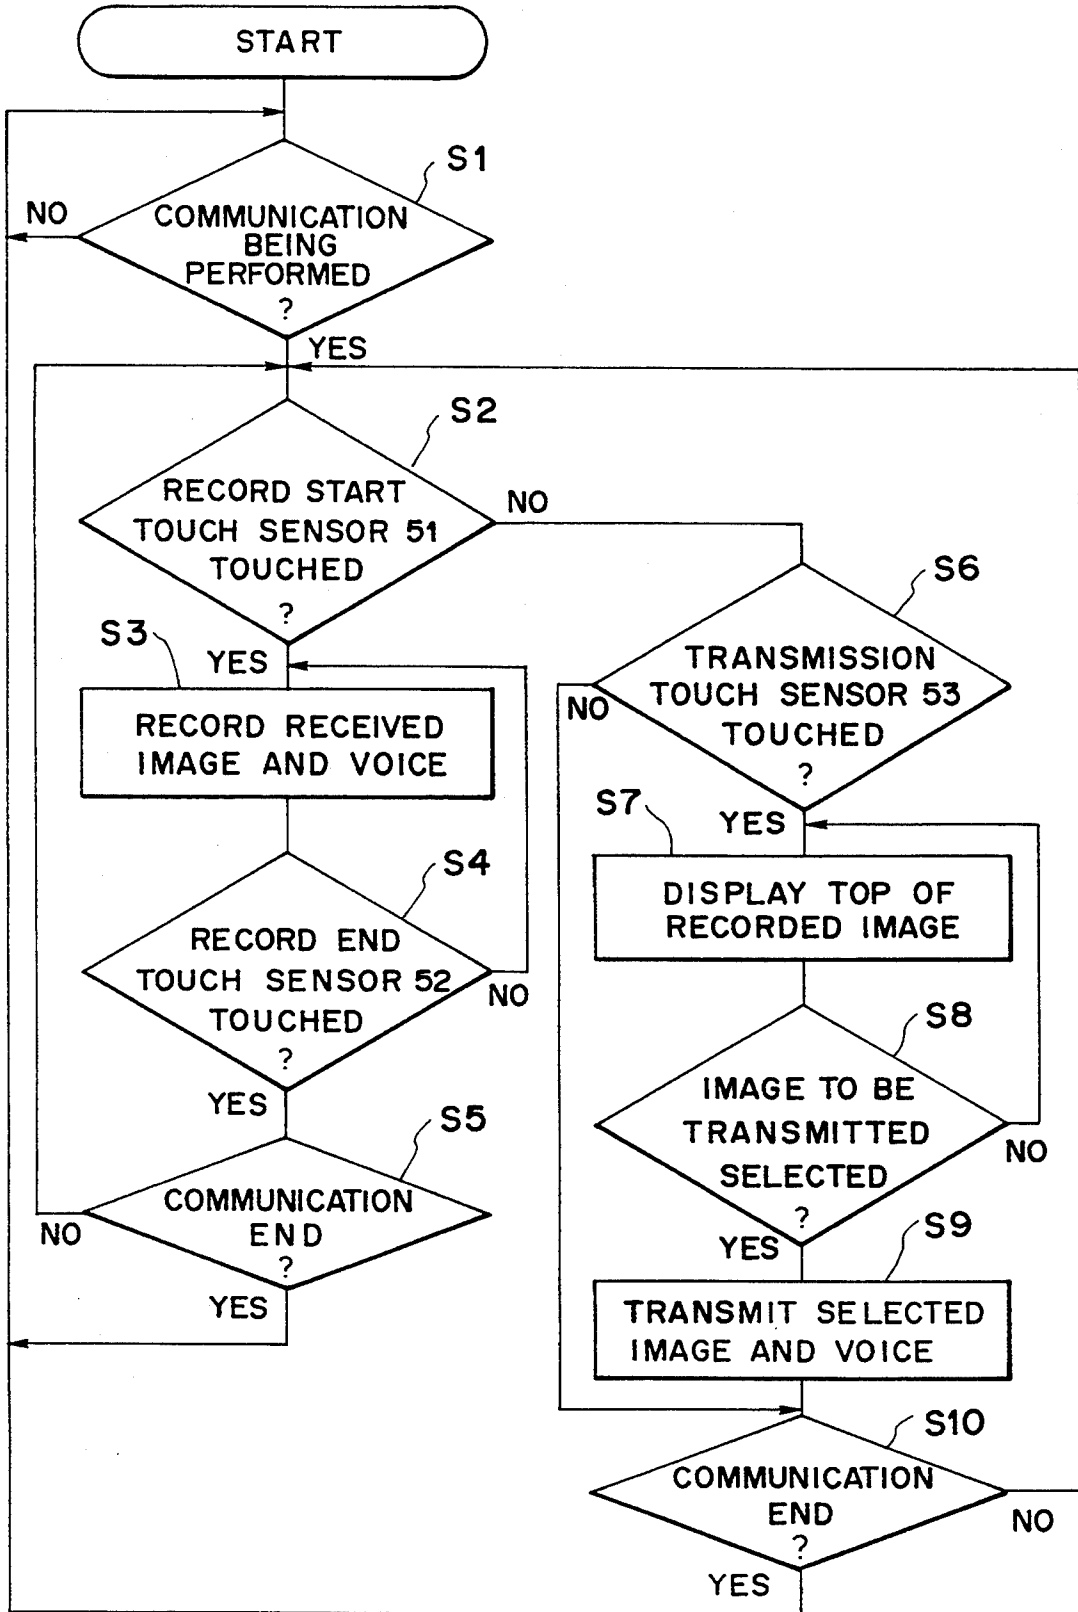 START
S1
NO
COMMUNICATION
BEING
PERFORMED
?
YES
S2
RECORD START
TOUCH SENSOR 51
TOUCHED
?
NO
YES
S3
RECORD RECEIVED
IMAGE AND VOICE
S4
RECORD END
TOUCH SENSOR 52
TOUCHED
?
NO
YES
S5
COMMUNICATION
END
?
NO
YES
S6
TRANSMISSION
TOUCH SENSOR 53
TOUCHED
?
NO
YES
S7
DISPLAY TOP OF
RECORDED IMAGE
S8
IMAGE TO BE
TRANSMITTED
SELECTED
?
NO
YES
S9
TRANSMIT SELECTED
IMAGE AND VOICE
S10
COMMUNICATION
END
?
NO
YES